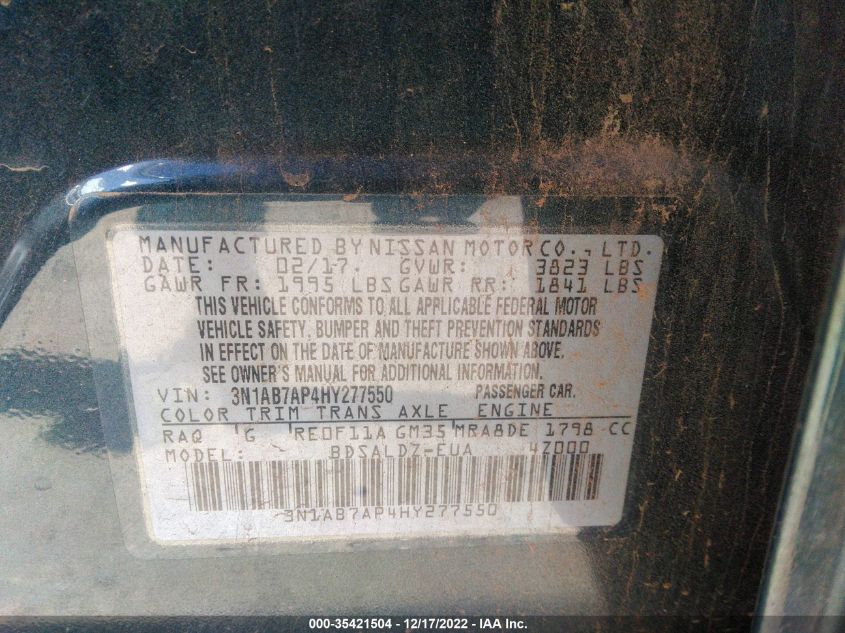 MANUFACTURED BY NISSAN MOTOR CO., LTD.
DATE: 02/17. GVWR: 3823 LBS
GAWR FR: 1995 LBS GAWR RR: 1841 LBS
THIS VEHICLE CONFORMS TO ALL APPLICABLE FEDERAL MOTOR
VEHICLE SAFETY, BUMPER AND THEFT PREVENTION STANDARDS
IN EFFECT ON THE DATE OF MANUFACTURE SHOWN ABOVE.
SEE OWNER'S MANUAL FOR ADDITIONAL INFORMATION.
VIN: 3N1AB7AP4HY277550 PASSENGER CAR.
COLOR TRIM TRANS AXLE ENGINE
RAQ 'G RE0F11A GM35 MRA8DE 1798 CC
MODEL: BDSALDZ-EUA 4Z000
3N1AB7AP4HY277550
000-35421504 - 12/17/2022 - IAA Inc.